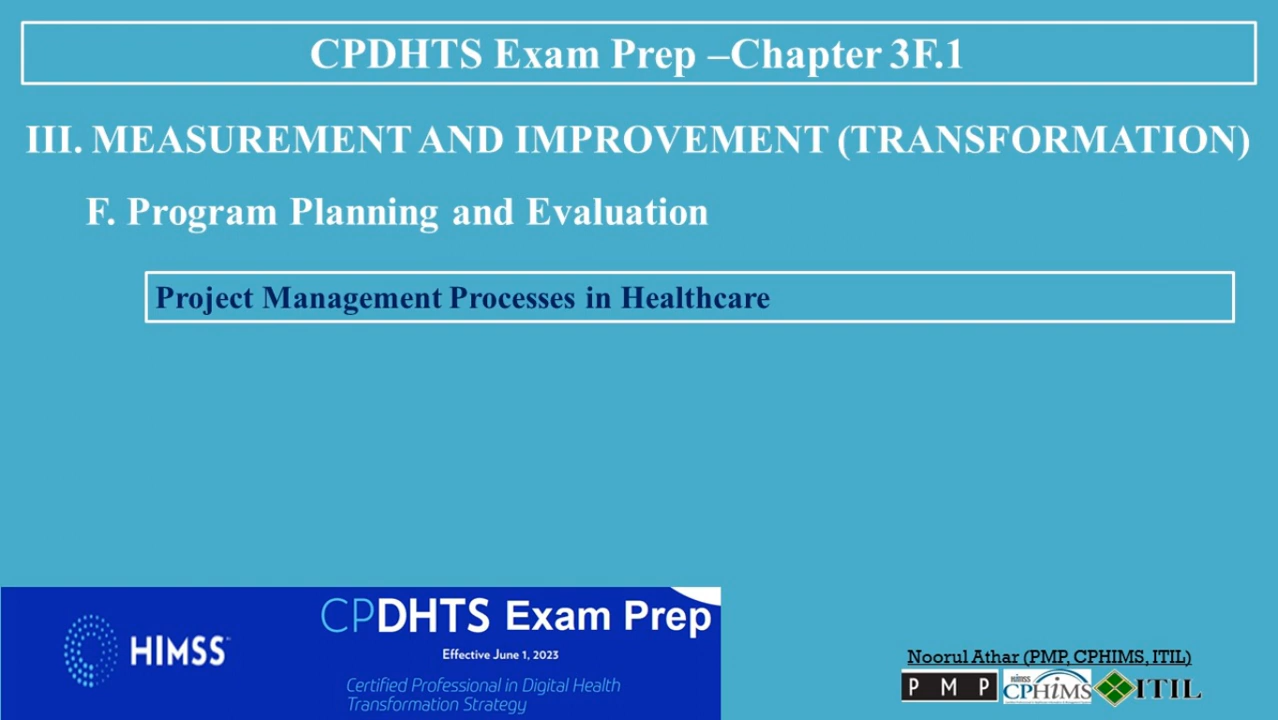 CPDHTS Exam Prep –Chapter 3F.1
III. MEASUREMENT AND IMPROVEMENT (TRANSFORMATION)
F. Program Planning and Evaluation
Project Management Processes in Healthcare
HIMSS
CPDHTS Exam Prep
Effective June 1, 2023
Certified Professional in Digital Health
Transformation Strategy
Noorul Athar (PMP, CPHIMS, ITIL)
PMP
HIMSS
CPHIMS
ITIL